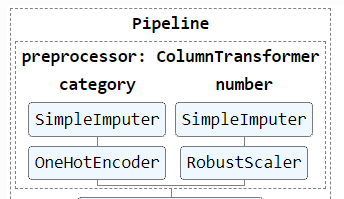 Pipeline
preprocessor: ColumnTransformer
category number
SimpleImputer SimpleImputer
OneHotEncoder RobustScaler